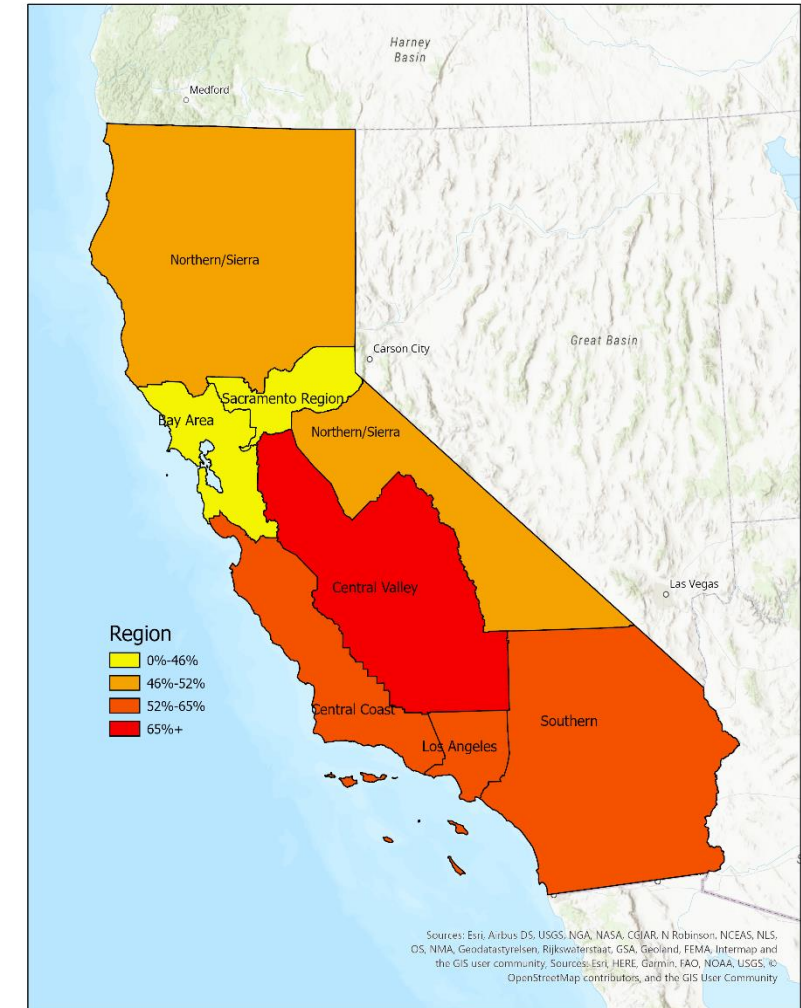 Harney
Basin
Medford
Northern/Sierra
Great Basin
Carson City
Sacramento Region
Bay Area
Northern/Sierra
Central Valley
Las Vegas
Region
0%-46%
46%-52%
52%-65%
65%+
Central Coast
Southern
Los Angeles
Sources: Esri, Airbus DS, USGS, NGA, NASA, CGIAR, N Robinson, NCEAS, NLS,
OS, NMA, Geodatastyrelsen, Rijkswaterstaat, GSA, Geoland, FEMA, Intermap and
the GIS user community, Sources: Esri, HERE, Garmin, FAO, NOAA, USGS, ©
OpenStreetMap contributors, and the GIS User Community